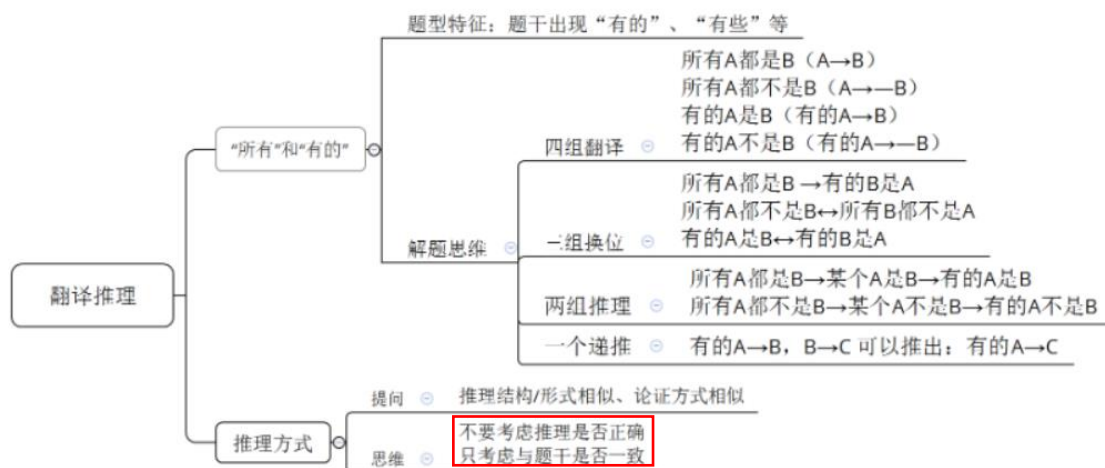 题型特征：题干出现“有的”、“有些”等
所有A都是B（A→B）
所有A都不是B（A→—B）
有的A是B（有的A→B）
有的A不是B（有的A→—B）
四组翻译
“所有”和“有的”
所有A都是B →有的B是A
所有A都不是B↔所有B都不是A
有的A是B↔有的B是A
三组换位
解题思维
翻译推理
所有A都是B→某个A是B→有的A是B
所有A都不是B→某个A不是B→有的A不是B
两组推理
一个递推
有的A→B，B→C 可以推出：有的A→C
提问
推理结构/形式相似、论证方式相似
推理方式
不要考虑推理是否正确
只考虑与题干是否一致
思维